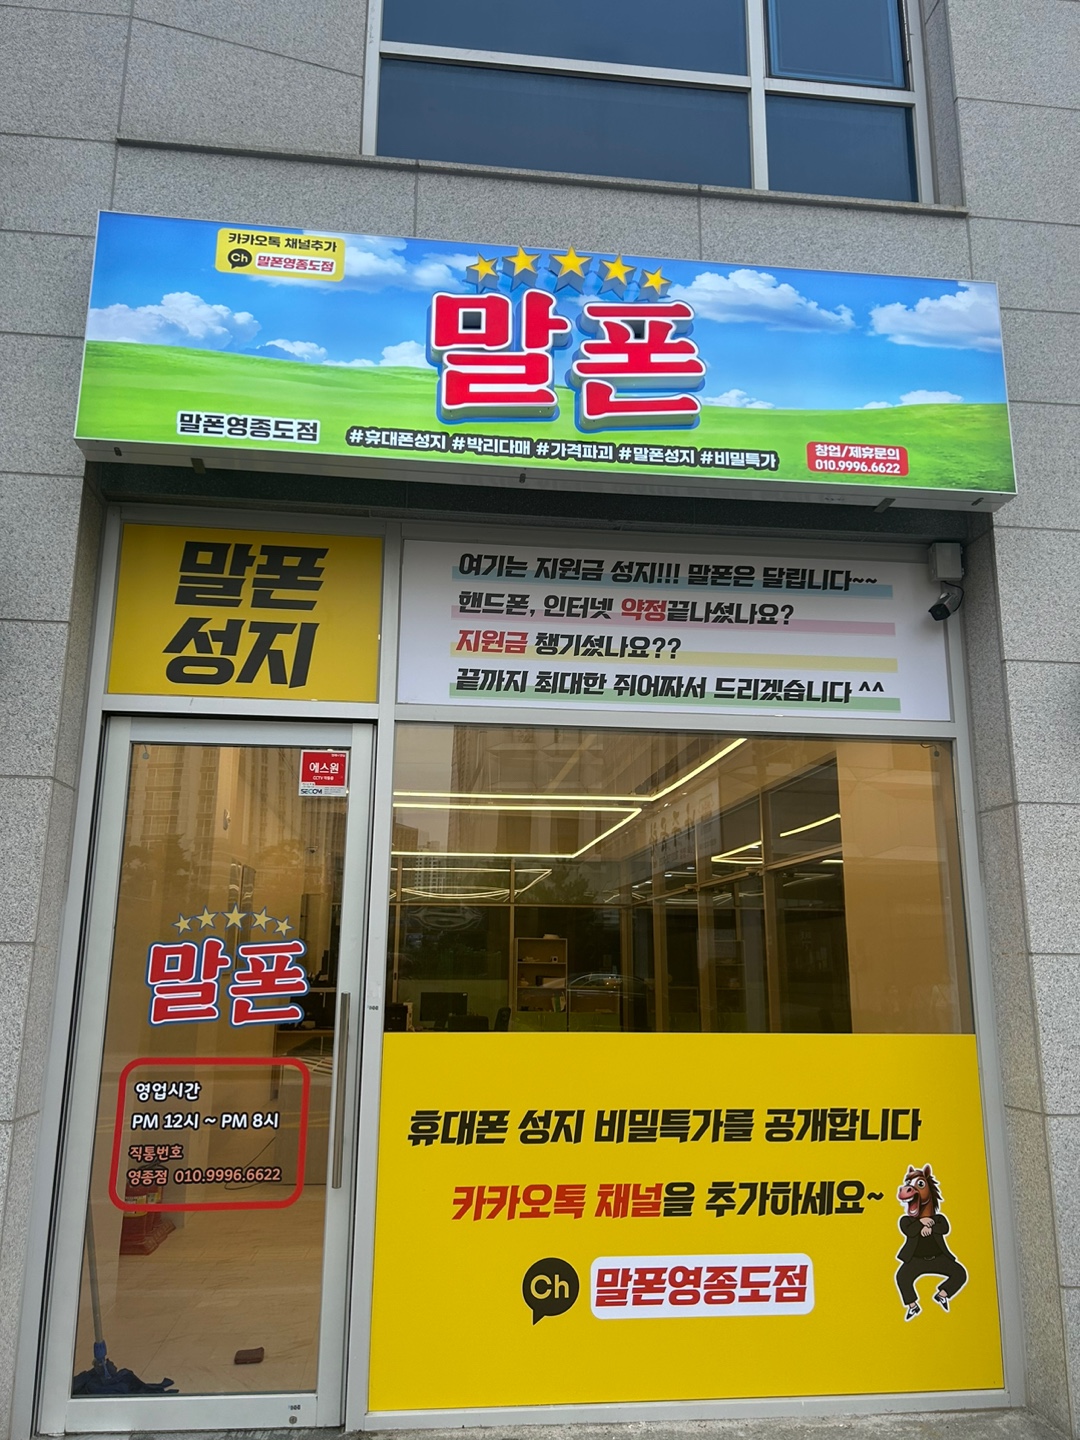 카카오톡 채널추가
Ch 말폰영종도점
말폰
말폰영종도점
#휴대폰성지 #박리다매 #가격파괴 #말폰성지 #비밀특가
창업/제휴문의
010.9996.6622
말폰
성지
여기는 지원금 성지!!! 말폰은 달립니다~~
핸드폰, 인터넷 약정끝나셨나요?
지원금 챙기셨나요??
끝까지 최대한 쥐어짜서 드리겠습니다 ^^
에스원
SECOM
말폰
영업시간
PM 12시 ~ PM 8시
직통번호
영종점 010.9996.6622
휴대폰 성지 비밀특가를 공개합니다
카카오톡 채널을 추가하세요~
Ch 말폰영종도점